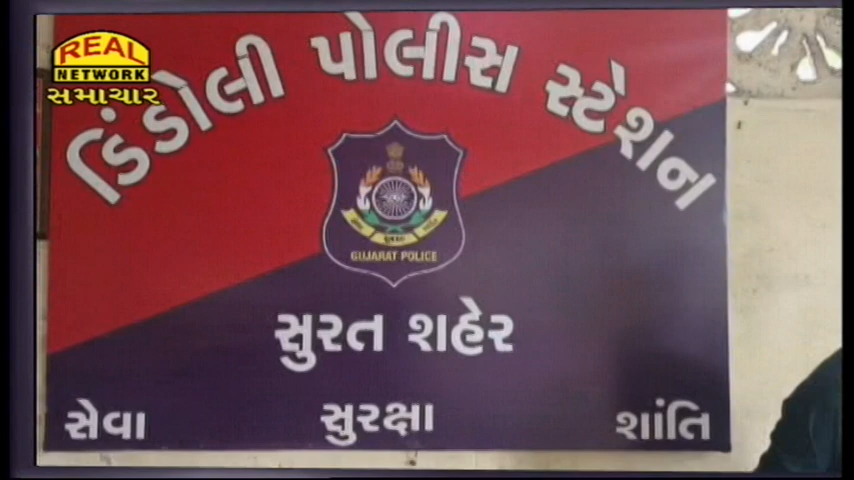 REAL
NETWORK
સમાચાર
ડિંડોલી પોલીસ સ્ટેશન
GUJARAT POLICE
સુરત શહેર
સેવા સુરક્ષા શાંતિ